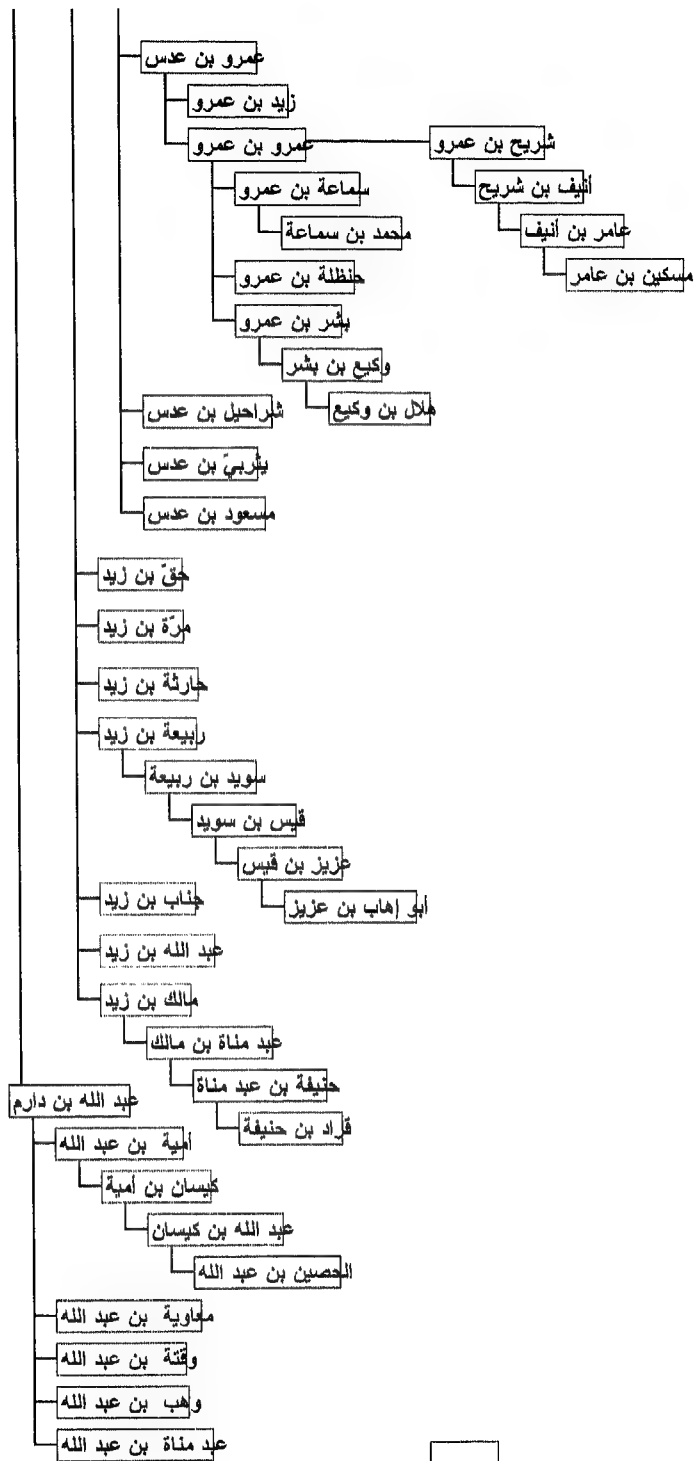 عمرو بن عدس
زيد بن عمرو
عمرو بن عمرو
شريح بن عمرو
سماعة بن عمرو
أنيف بن شريح
محمد بن سماعة
عامر بن أنيف
حنظلة بن عمرو
مسكين بن عامر
بشر بن عمرو
وكيع بن بشر
شراحيل بن عدس
هلال بن وكيع
يثربيّ بن عدس
مسعود بن عدس
حقّ بن زيد
مرّة بن زيد
حارثة بن زيد
ربيعة بن زيد
سويد بن ربيعة
قيس بن سويد
عزيز بن قيس
جناب بن زيد
أبو إهاب بن عزيز
عبد الله بن زيد
مالك بن زيد
عبد مناة بن مالك
حنيفة بن عبد مناة
عبد الله بن دارم
قراد بن حنيفة
أمية بن عبد الله
كيسان بن أمية
عبد الله بن كيسان
الحصين بن عبد الله
معاوية بن عبد الله
وقتة بن عبد الله
وهب بن عبد الله
عبد مناة بن عبد الله